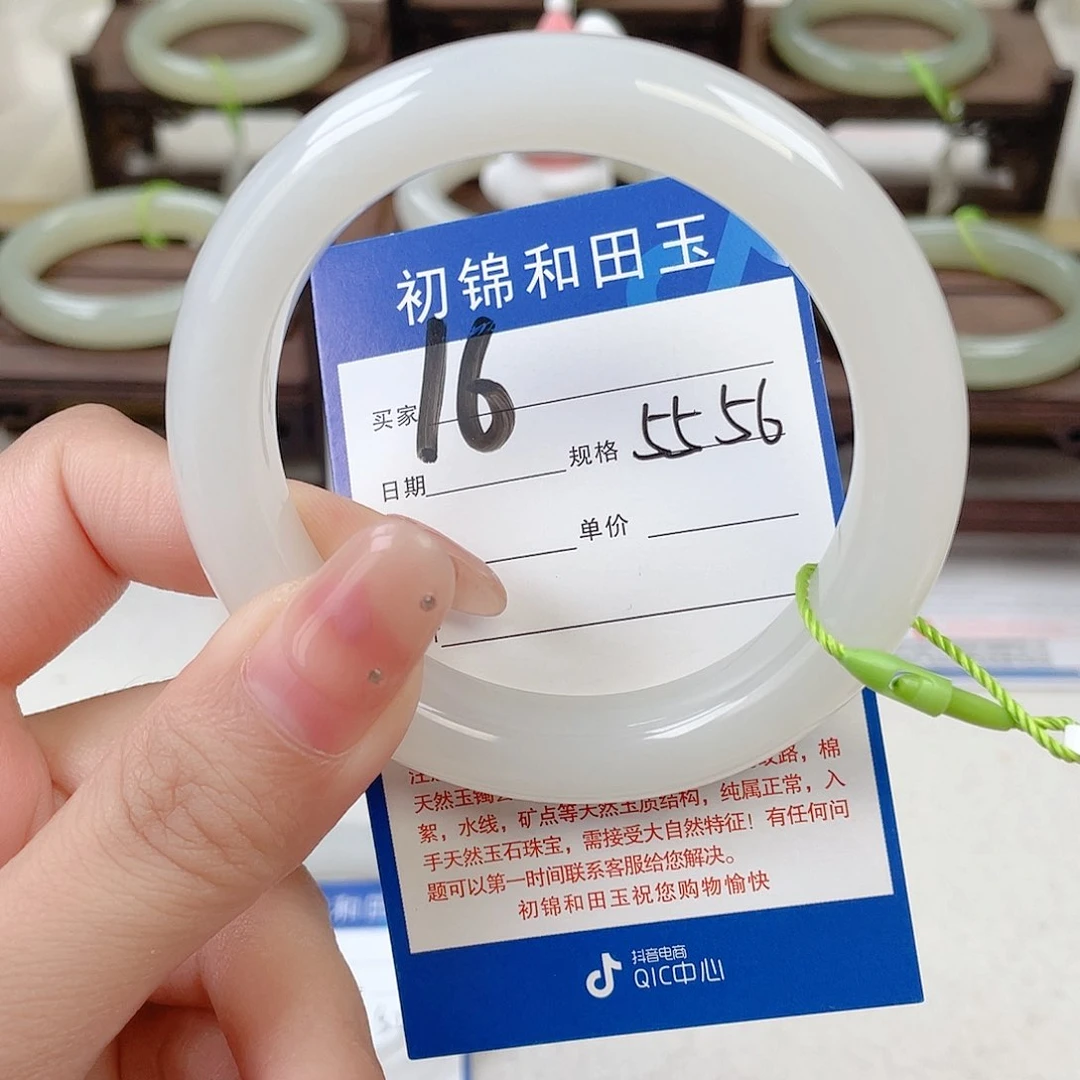 初锦和田玉
买家 16
日期 规格 55 56
单价
路，棉
天然玉镯
絮，水线，矿点等天然玉质结构，纯属正常，入
手天然玉石珠宝，需接受大自然特征！有任何问
题可以第一时间联系客服给您解决。
初锦和田玉祝您购物愉快
抖音电商
QIC中心